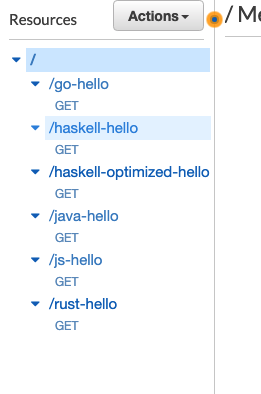 Resources
Actions
/ Me
/
/go-hello
GET
/haskell-hello
GET
/haskell-optimized-hello
GET
/java-hello
GET
/js-hello
GET
/rust-hello
GET